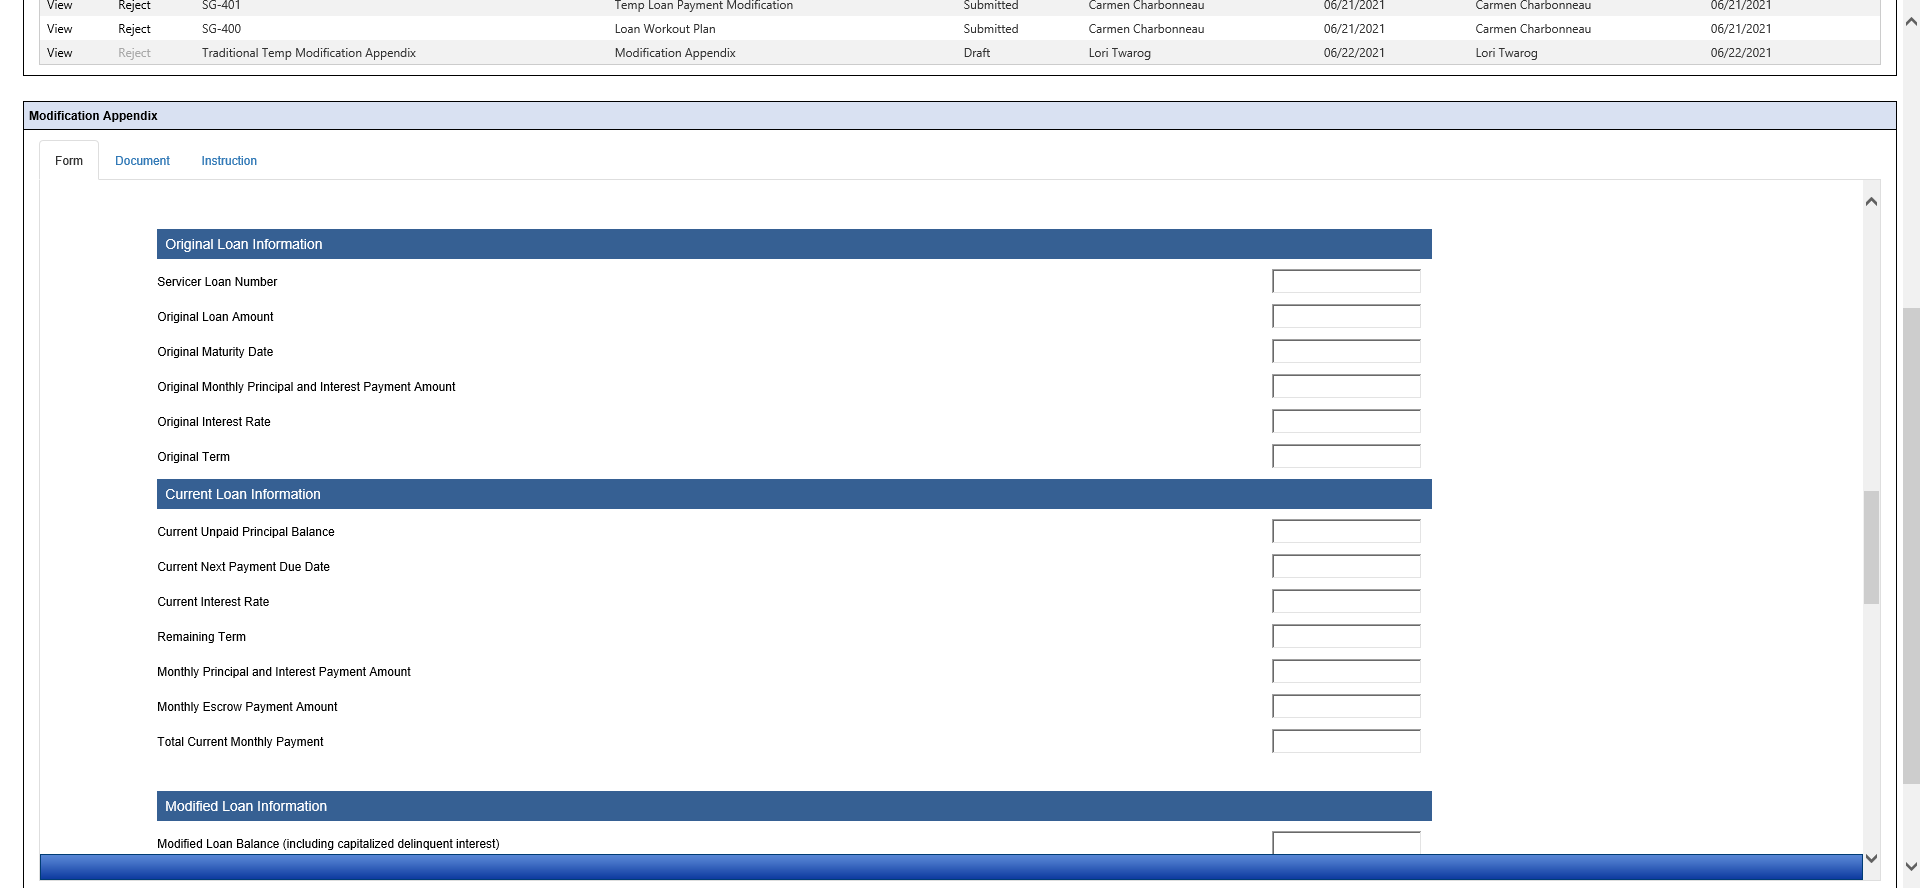 View Reject SG-401 Temp Loan Payment Modification Submitted Carmen Charbonneau 06/21/2021 Carmen Charbonneau 06/21/2021
View Reject SG-400 Loan Workout Plan Submitted Carmen Charbonneau 06/21/2021 Carmen Charbonneau 06/21/2021
View Reject Traditional Temp Modification Appendix Modification Appendix Draft Lori Twarog 06/22/2021 Lori Twarog 06/22/2021
Modification Appendix
Form Document Instruction
Original Loan Information
Servicer Loan Number
Original Loan Amount
Original Maturity Date
Original Monthly Principal and Interest Payment Amount
Original Interest Rate
Original Term
Current Loan Information
Current Unpaid Principal Balance
Current Next Payment Due Date
Current Interest Rate
Remaining Term
Monthly Principal and Interest Payment Amount
Monthly Escrow Payment Amount
Total Current Monthly Payment
Modified Loan Information
Modified Loan Balance (including capitalized delinquent interest)